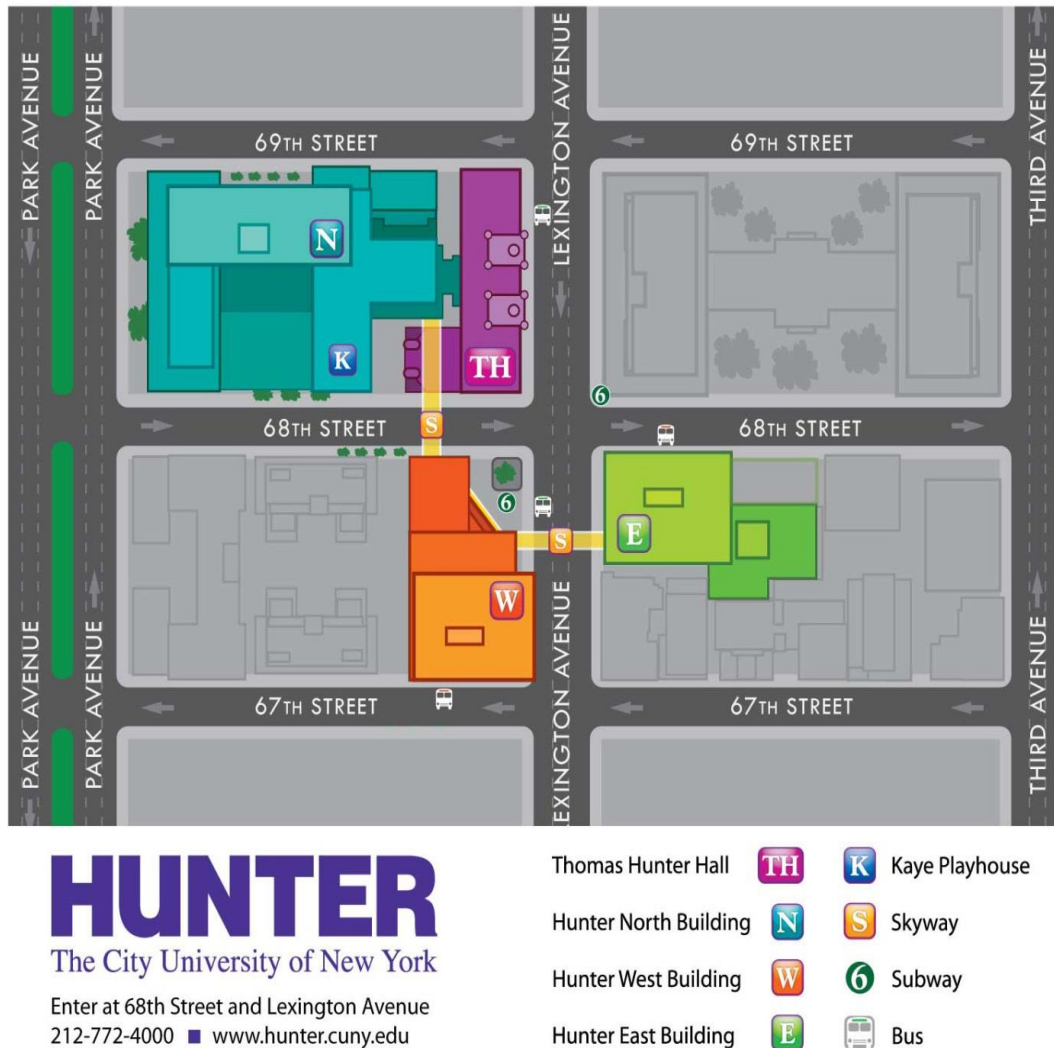 PARK AVENUE
PARK AVENUE
LEXINGTON AVENUE
THIRD AVENUE
69TH STREET
69TH STREET
N
K
TH
6
68TH STREET
S
68TH STREET
6
S
E
W
PARK AVENUE
PARK AVENUE
LEXINGTON AVENUE
THIRD AVENUE
67TH STREET
67TH STREET
HUNTER
The City University of New York
Enter at 68th Street and Lexington Avenue
212-772-4000 ■ www.hunter.cuny.edu
Thomas Hunter Hall TH
K Kaye Playhouse
Hunter North Building N
S Skyway
Hunter West Building W
6 Subway
Hunter East Building E
Bus